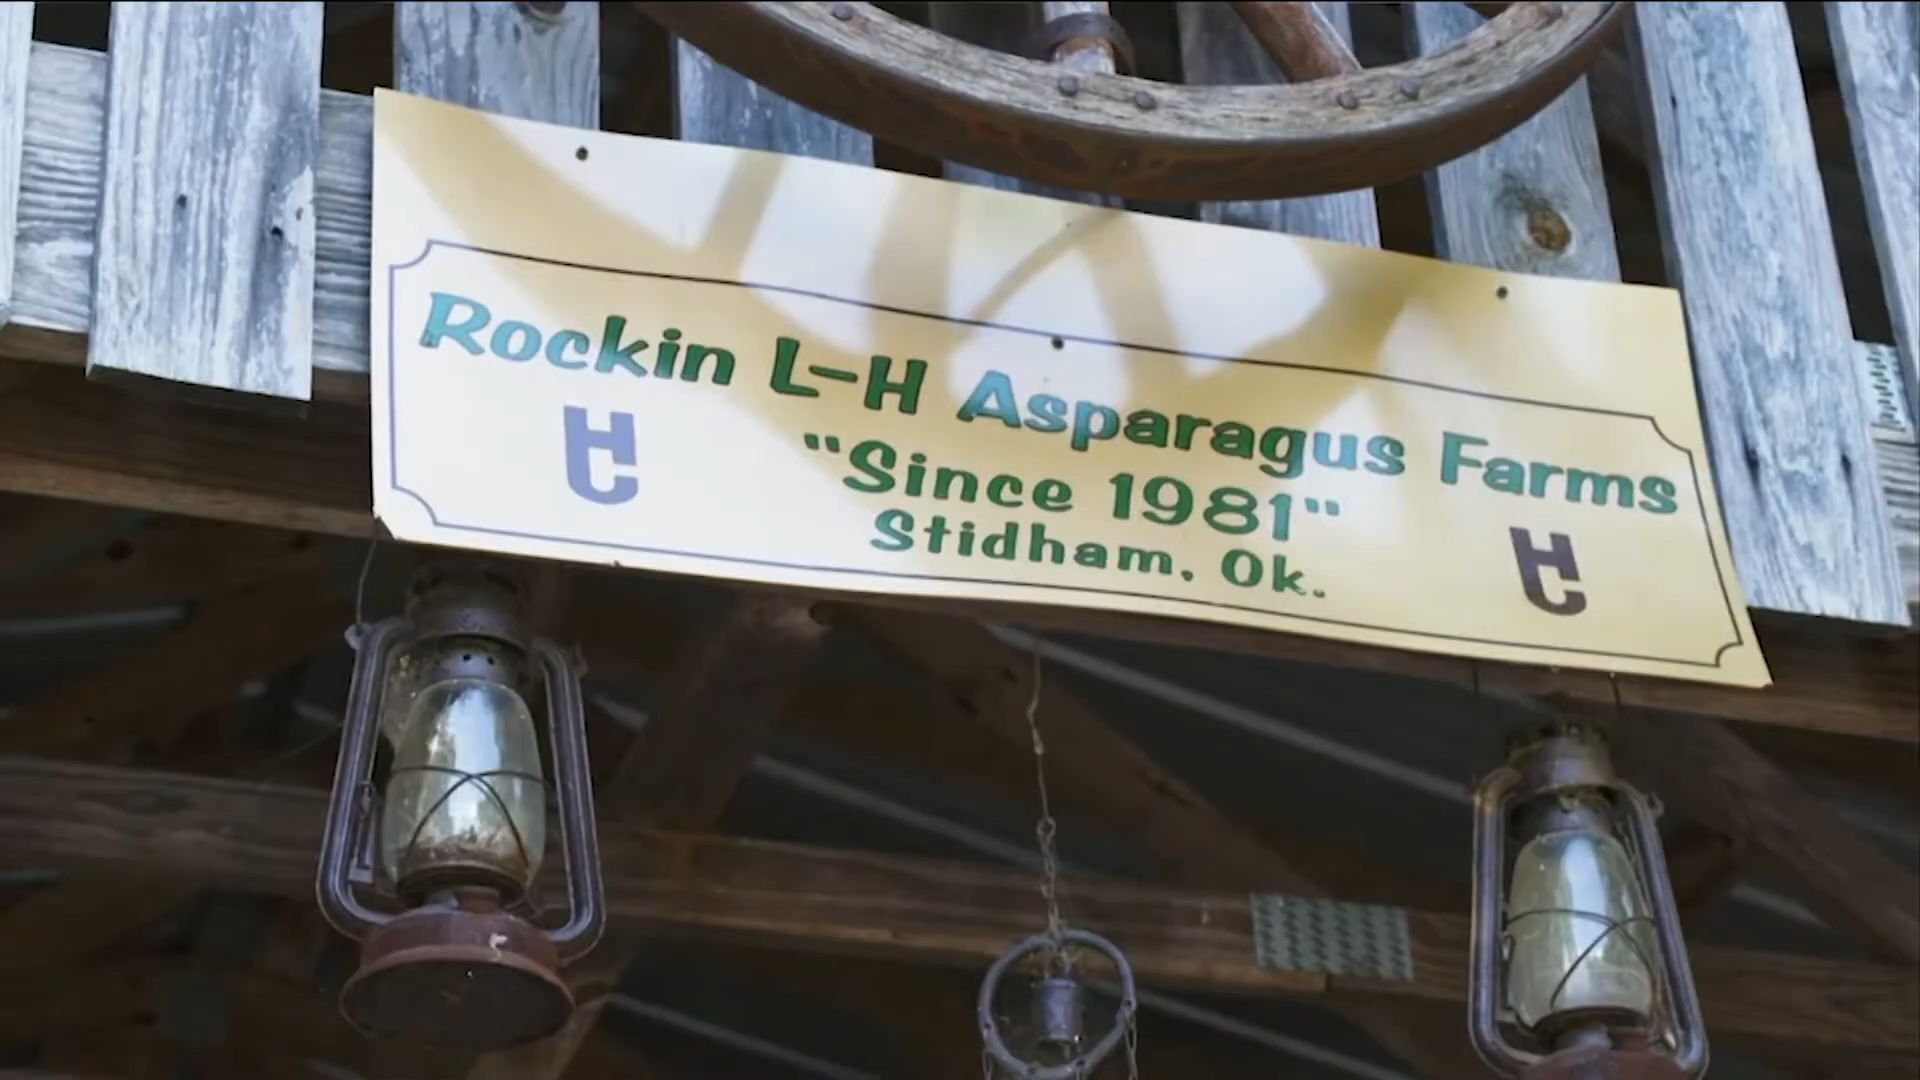 Rockin L-H Asparagus Farms
"Since 1981"
Stidham, Ok.